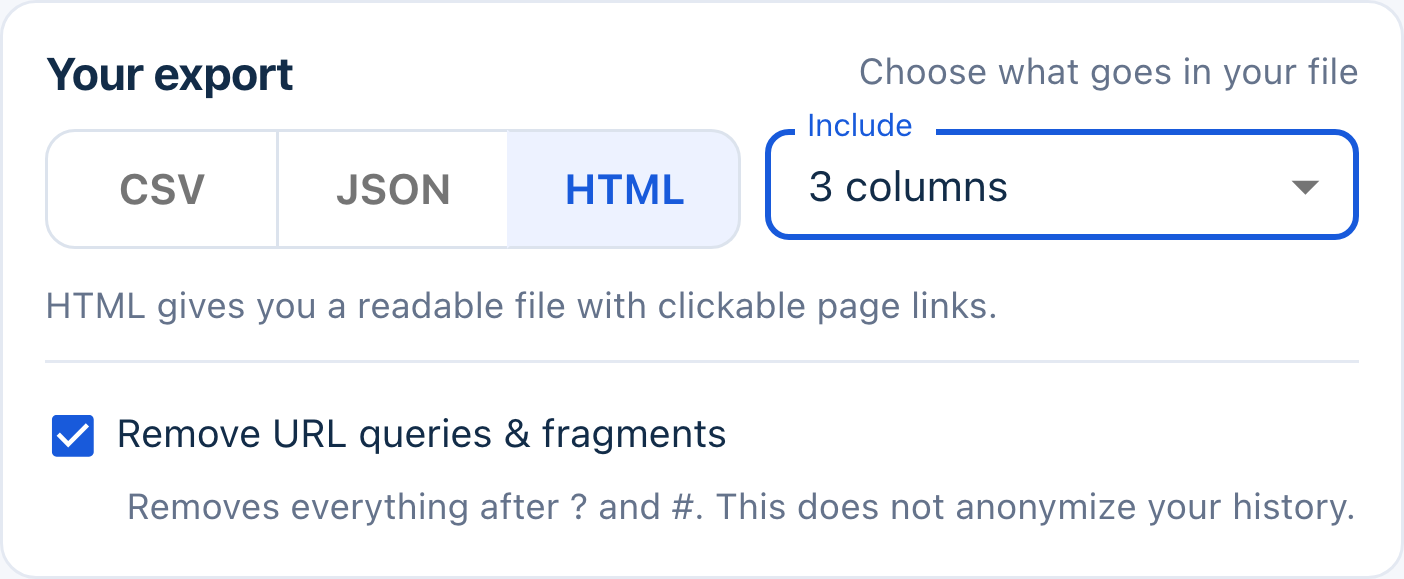 Your export
Choose what goes in your file
CSV
JSON
HTML
Include
3 columns
HTML gives you a readable file with clickable page links.
Remove URL queries & fragments
Removes everything after ? and #. This does not anonymize your history.